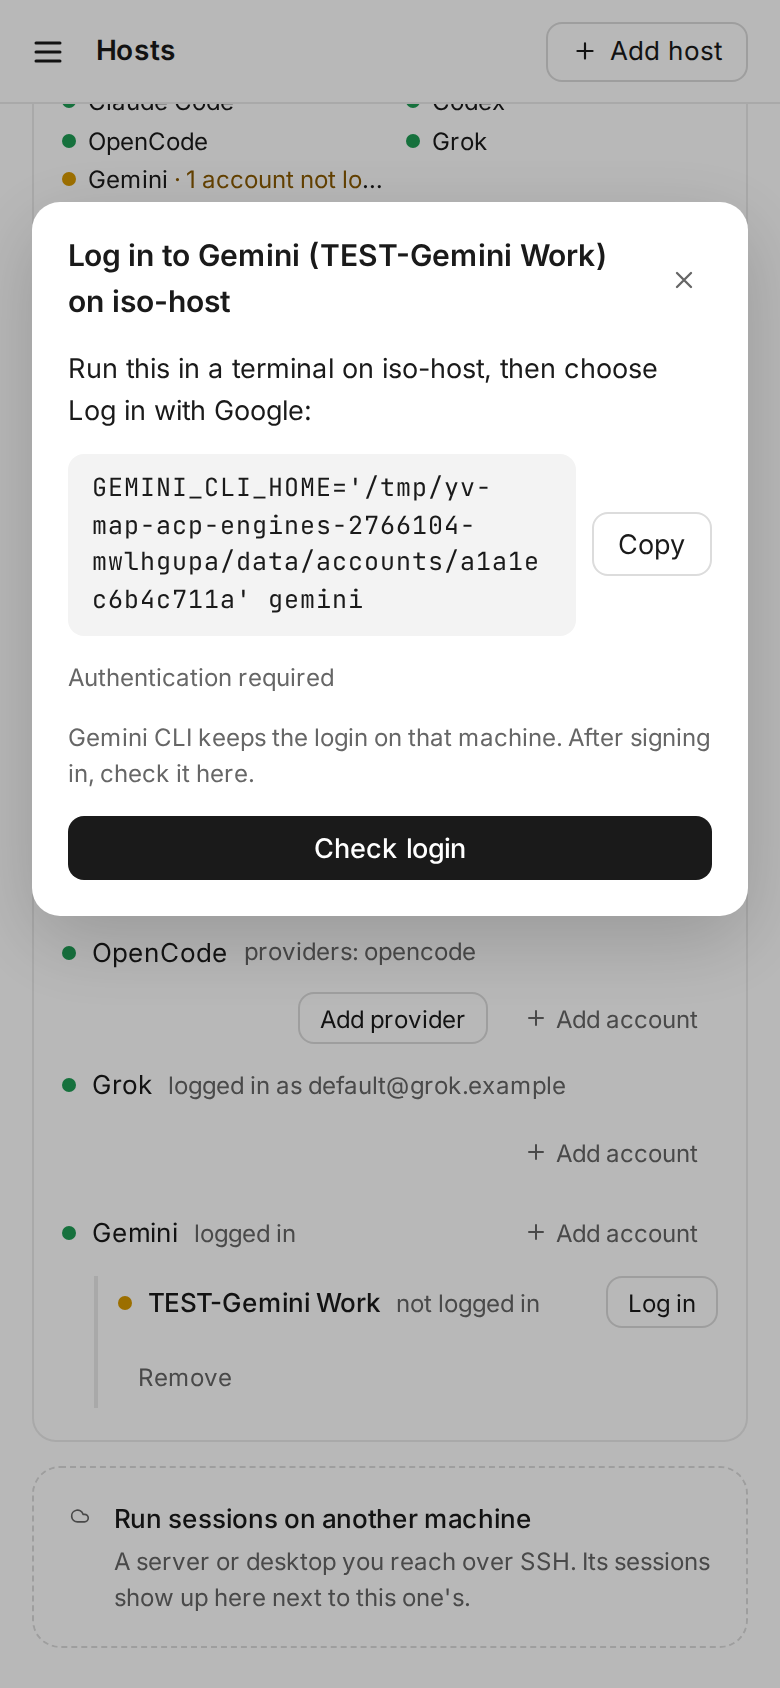 Hosts
+ Add host
Claude Code
Codex
OpenCode
Grok
Gemini · 1 account not lo...
Log in to Gemini (TEST-Gemini Work)
on iso-host
Run this in a terminal on iso-host, then choose
Log in with Google:
GEMINI_CLI_HOME='/tmp/yv-
map-acp-engines-2766104-
mwlhgupa/data/accounts/a1a1e
c6b4c711a' gemini
Copy
Authentication required
Gemini CLI keeps the login on that machine. After signing
in, check it here.
Check login
OpenCode providers: opencode
Add provider
+ Add account
Grok logged in as default@grok.example
+ Add account
Gemini logged in
+ Add account
TEST-Gemini Work not logged in
Log in
Remove
Run sessions on another machine
A server or desktop you reach over SSH. Its sessions
show up here next to this one's.